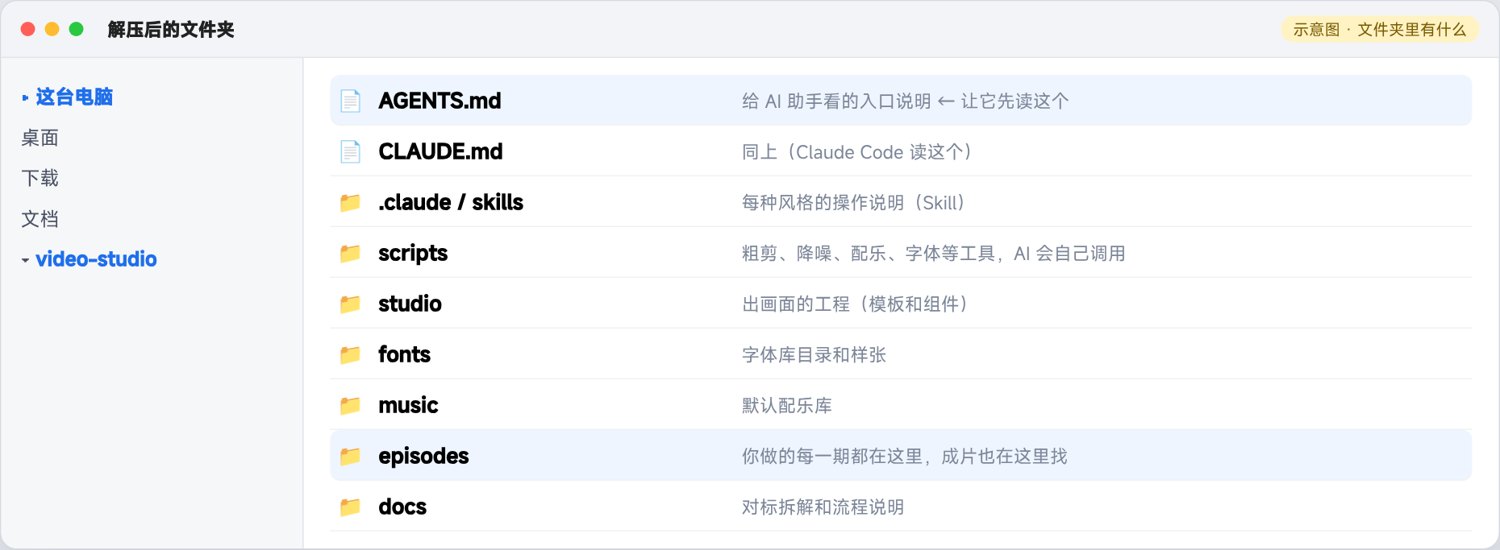 解压后的文件夹
示意图 · 文件夹里有什么
这台电脑
桌面
下载
文档
video-studio
AGENTS.md 给 AI 助手看的入口说明 ← 让它先读这个
CLAUDE.md 同上（Claude Code 读这个）
.claude / skills 每种风格的操作说明（Skill）
scripts 粗剪、降噪、配乐、字体等工具，AI 会自己调用
studio 出画面的工程（模板和组件）
fonts 字体库目录和样张
music 默认配乐库
episodes 你做的每一期都在这里，成片也在这里找
docs 对标拆解和流程说明